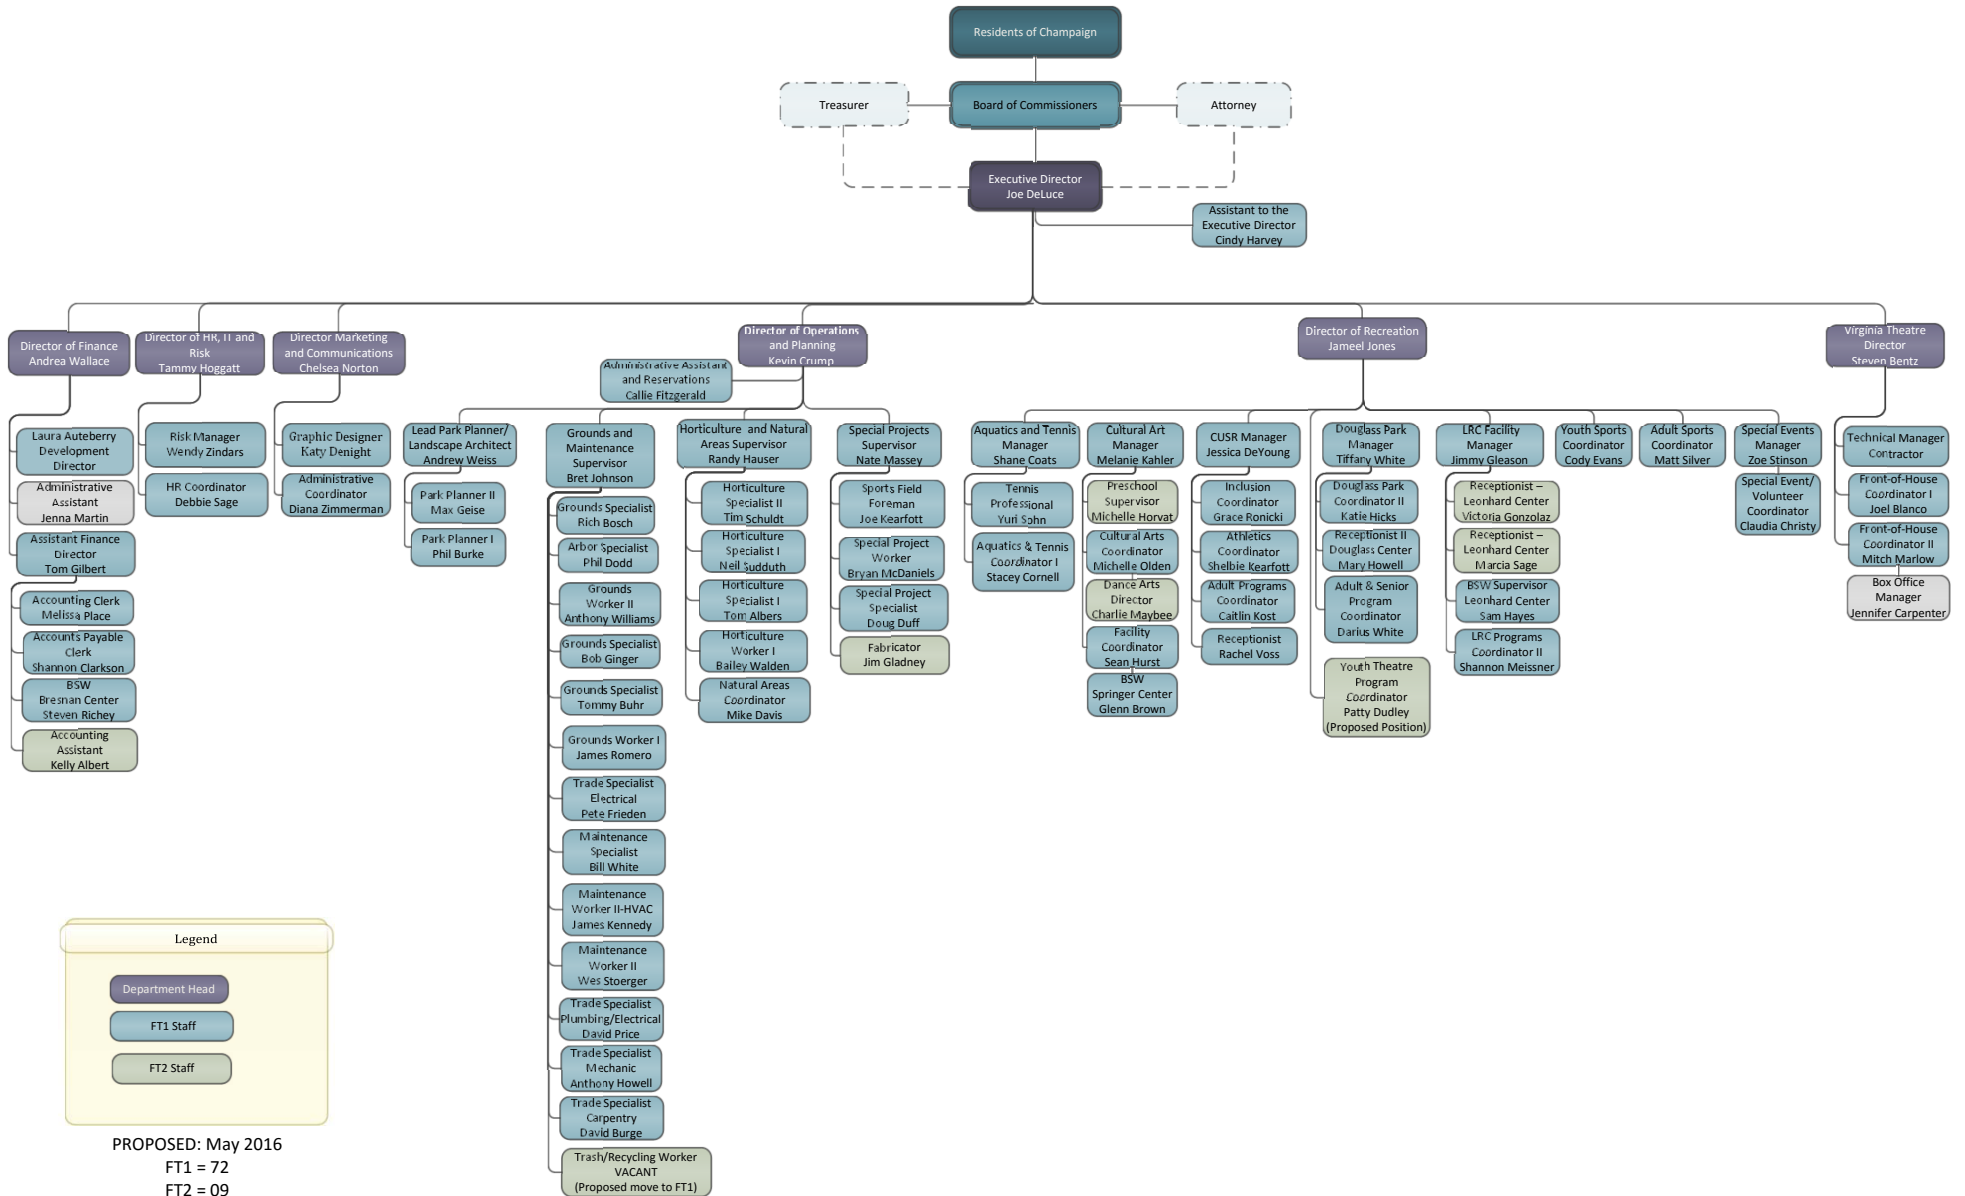 Residents of Champaign
Treasurer
Board of Commissioners
Attorney
Executive Director
Joe DeLuce
Assistant to the
Executive Director
Cindy Harvey
Director of Finance
Andrea Wallace
Director of HR, IT and
Risk
Tammy Hoggatt
Director Marketing
and Communications
Chelsea Norton
Director of Operations
and Planning
Kevin Crump
Director of Recreation
Jameel Jones
Virginia Theatre
Director
Steven Bentz
Administrative Assistant
and Reservations
Callie Fitzgerald
Laura Auteberry
Development
Director
Administrative
Assistant
Jenna Martin
Assistant Finance
Director
Tom Gilbert
Accounting Clerk
Melissa Place
Accounts Payable
Clerk
Shannon Clarkson
BSW
Bresnan Center
Steven Richey
Accounting
Assistant
Kelly Albert
Risk Manager
Wendy Zindars
HR Coordinator
Debbie Sage
Graphic Designer
Katy Denight
Administrative
Coordinator
Diana Zimmerman
Lead Park Planner/
Landscape Architect
Andrew Weiss
Park Planner II
Max Geise
Park Planner I
Phil Burke
Grounds and
Maintenance
Supervisor
Bret Johnson
Grounds Specialist
Rich Bosch
Arbor Specialist
Phil Dodd
Grounds
Worker II
Anthony Williams
Grounds Specialist
Bob Ginger
Grounds Specialist
Tommy Buhr
Grounds Worker I
James Romero
Trade Specialist
Electrical
Pete Frieden
Maintenance
Specialist
Bill White
Maintenance
Worker II-HVAC
James Kennedy
Maintenance
Worker II
Wes Stoerger
Trade Specialist
Plumbing/Electrical
David Price
Trade Specialist
Mechanic
Anthony Howell
Trade Specialist
Carpentry
David Burge
Trash/Recycling Worker
VACANT
(Proposed move to FT1)
Horticulture and Natural
Areas Supervisor
Randy Hauser
Horticulture
Specialist II
Tim Schuldt
Horticulture
Specialist I
Neil Sudduth
Horticulture
Specialist I
Tom Albers
Horticulture
Worker I
Bailey Walden
Natural Areas
Coordinator
Mike Davis
Special Projects
Supervisor
Nate Massey
Sports Field
Foreman
Joe Kearfott
Special Project
Worker
Bryan McDaniels
Special Project
Specialist
Doug Duff
Fabricator
Jim Gladney
Aquatics and Tennis
Manager
Shane Coats
Tennis
Professional
Yuri Sohn
Aquatics & Tennis
Coordinator I
Stacey Cornell
Cultural Art
Manager
Melanie Kahler
Preschool
Supervisor
Michelle Horvat
Cultural Arts
Coordinator
Michelle Olden
Dance Arts
Director
Charlie Maybee
Facility
Coordinator
Sean Hurst
BSW
Springer Center
Glenn Brown
CUSR Manager
Jessica DeYoung
Inclusion
Coordinator
Grace Ronicki
Athletics
Coordinator
Shelbie Kearfott
Adult Programs
Coordinator
Caitlin Kost
Receptionist
Rachel Voss
Douglass Park
Manager
Tiffany White
Douglass Park
Coordinator II
Katie Hicks
Receptionist II
Douglass Center
Mary Howell
Adult & Senior
Program
Coordinator
Darius White
Youth Theatre
Program
Coordinator
Patty Dudley
(Proposed Position)
LRC Facility
Manager
Jimmy Gleason
Receptionist –
Leonhard Center
Victoria Gonzolaz
Receptionist –
Leonhard Center
Marcia Sage
BSW Supervisor
Leonhard Center
Sam Hayes
LRC Programs
Coordinator II
Shannon Meissner
Youth Sports
Coordinator
Cody Evans
Adult Sports
Coordinator
Matt Silver
Special Events
Manager
Zoe Stinson
Special Event/
Volunteer
Coordinator
Claudia Christy
Technical Manager
Contractor
Front-of-House
Coordinator I
Joel Blanco
Front-of-House
Coordinator II
Mitch Marlow
Box Office
Manager
Jennifer Carpenter
Legend
Department Head
FT1 Staff
FT2 Staff
PROPOSED: May 2016
FT1 = 72
FT2 = 09